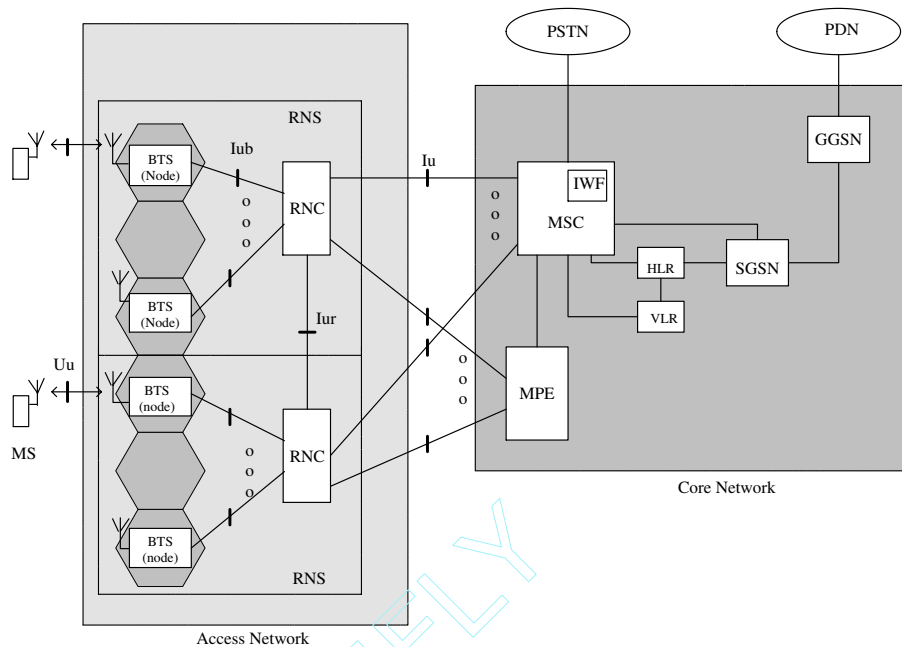 PSTN
PDN
RNS
BTS
(Node)
Iub
RNC
Iu
o
o
o
o
o
o
IWF
MSC
GGSN
HLR
SGSN
VLR
BTS
(Node)
Iur
Uu
MS
BTS
(node)
RNC
o
o
o
o
o
o
MPE
BTS
(node)
RNS
Core Network
Access Network